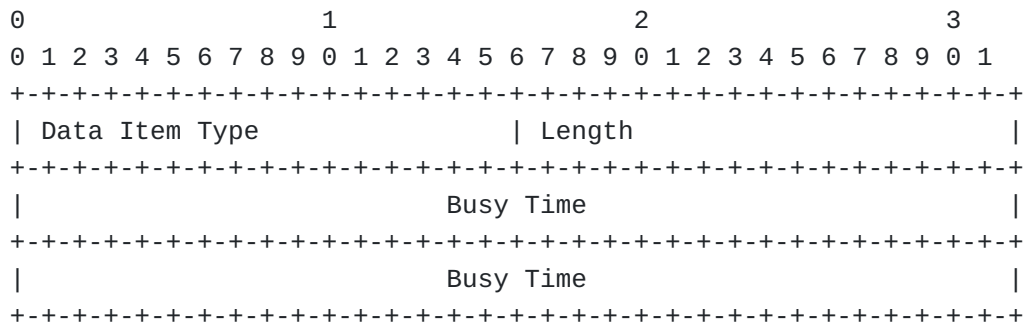 0                   1                   2                   3
0 1 2 3 4 5 6 7 8 9 0 1 2 3 4 5 6 7 8 9 0 1 2 3 4 5 6 7 8 9 0 1
+-+-+-+-+-+-+-+-+-+-+-+-+-+-+-+-+-+-+-+-+-+-+-+-+-+-+-+-+-+-+-+-+
| Data Item Type                | Length                        |
+-+-+-+-+-+-+-+-+-+-+-+-+-+-+-+-+-+-+-+-+-+-+-+-+-+-+-+-+-+-+-+-+
|                           Busy Time                           |
+-+-+-+-+-+-+-+-+-+-+-+-+-+-+-+-+-+-+-+-+-+-+-+-+-+-+-+-+-+-+-+-+
|                           Busy Time                           |
+-+-+-+-+-+-+-+-+-+-+-+-+-+-+-+-+-+-+-+-+-+-+-+-+-+-+-+-+-+-+-+-+